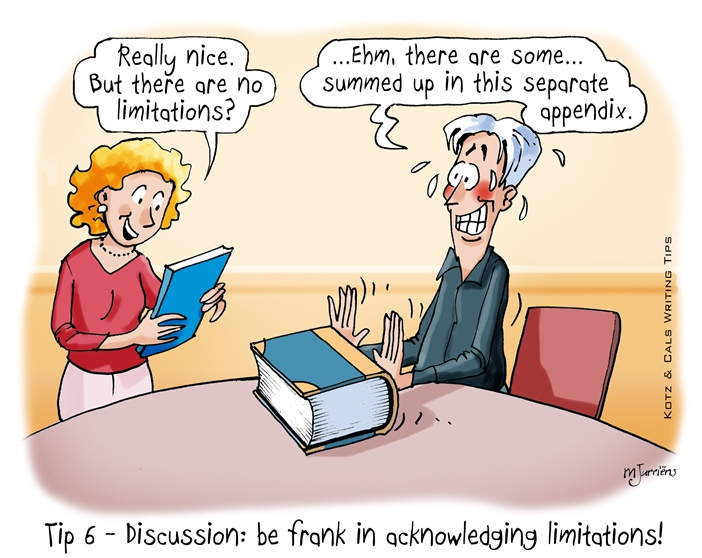 Really nice.
But there are no
limitations?
...Ehm, there are some...
summed up in this separate
appendix.
Kotz & Cals Writing Tips
MJurriëns
Tip 6 - Discussion: be frank in acknowledging limitations!